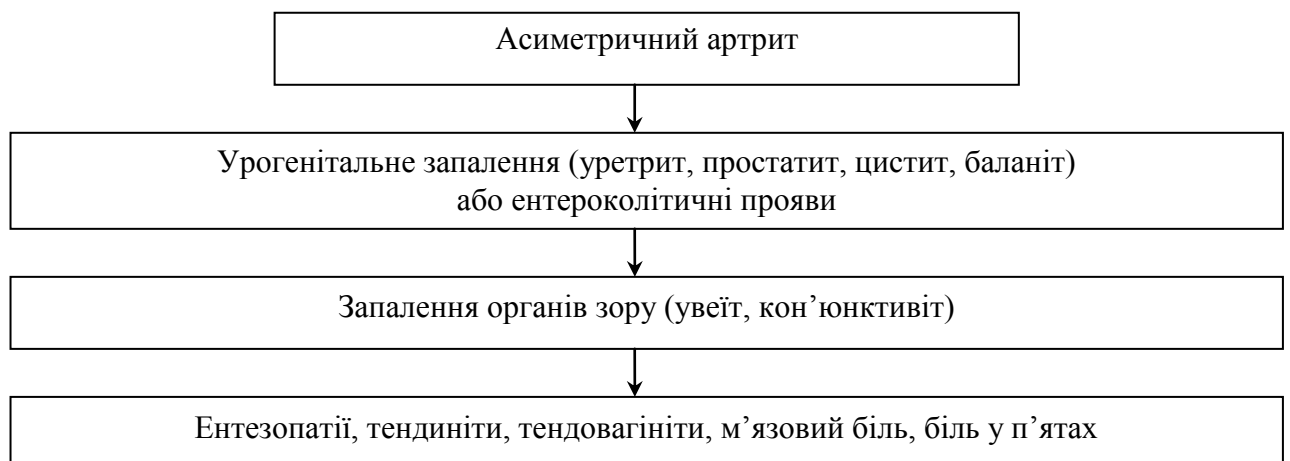 Асиметричний артрит
Урогенітальне запалення (уретрит, простатит, цистит, баланіт)
або ентероколітичні прояви
Запалення органів зору (увеїт, кон’юнктивіт)
Ентезопатії, тендиніти, тендовагініти, м’язовий біль, біль у п’ятах